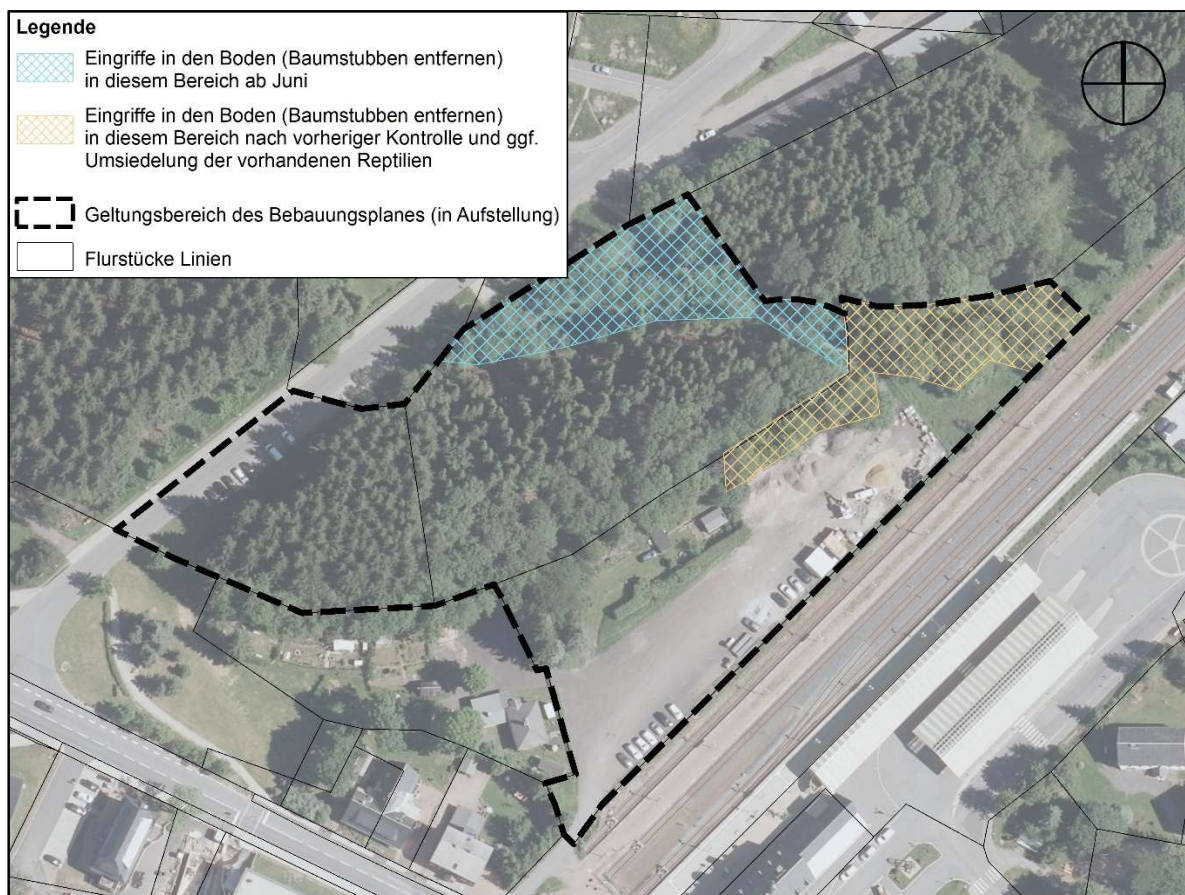 Legende
Eingriffe in den Boden (Baumstubben entfernen)
in diesem Bereich ab Juni
Eingriffe in den Boden (Baumstubben entfernen)
in diesem Bereich nach vorheriger Kontrolle und ggf.
Umsiedelung der vorhandenen Reptilien
Geltungsbereich des Bebauungsplanes (in Aufstellung)
Flurstücke Linien